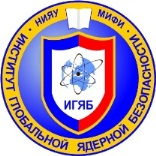 НИЯУ МИФИ
ИНСТИТУТ ГЛОБАЛЬНОЙ ЯДЕРНОЙ БЕЗОПАСНОСТИ
ИГЯБ